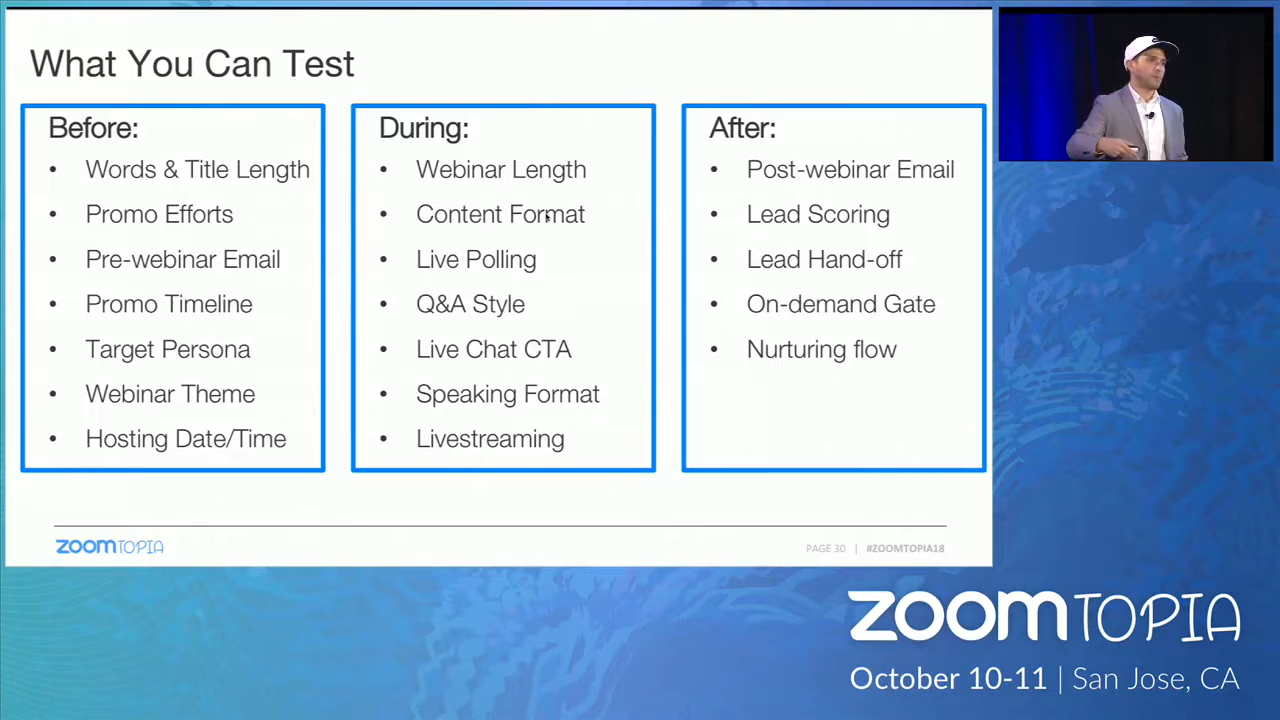 What You Can Test
Before:
• Words & Title Length
• Promo Efforts
• Pre-webinar Email
• Promo Timeline
• Target Persona
• Webinar Theme
• Hosting Date/Time
During:
• Webinar Length
• Content Format
• Live Polling
• Q&A Style
• Live Chat CTA
• Speaking Format
• Livestreaming
After:
• Post-webinar Email
• Lead Scoring
• Lead Hand-off
• On-demand Gate
• Nurturing flow
zoomTOPIA
PAGE 30 | #ZOOMTOPIA18
zoomTOPIA
October 10-11 | San Jose, CA